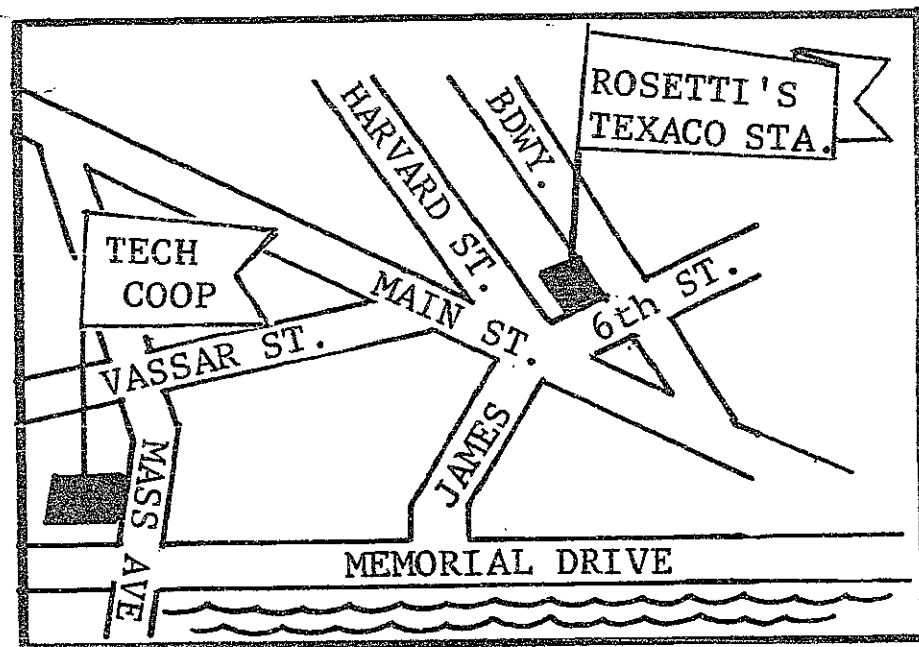 HARVARD ST.
BDWY.
ROSETTI'S
TEXACO STA.
TECH
COOP
MAIN ST.
6th ST.
VASSAR ST.
JAMES
MASS AVE
MEMORIAL DRIVE